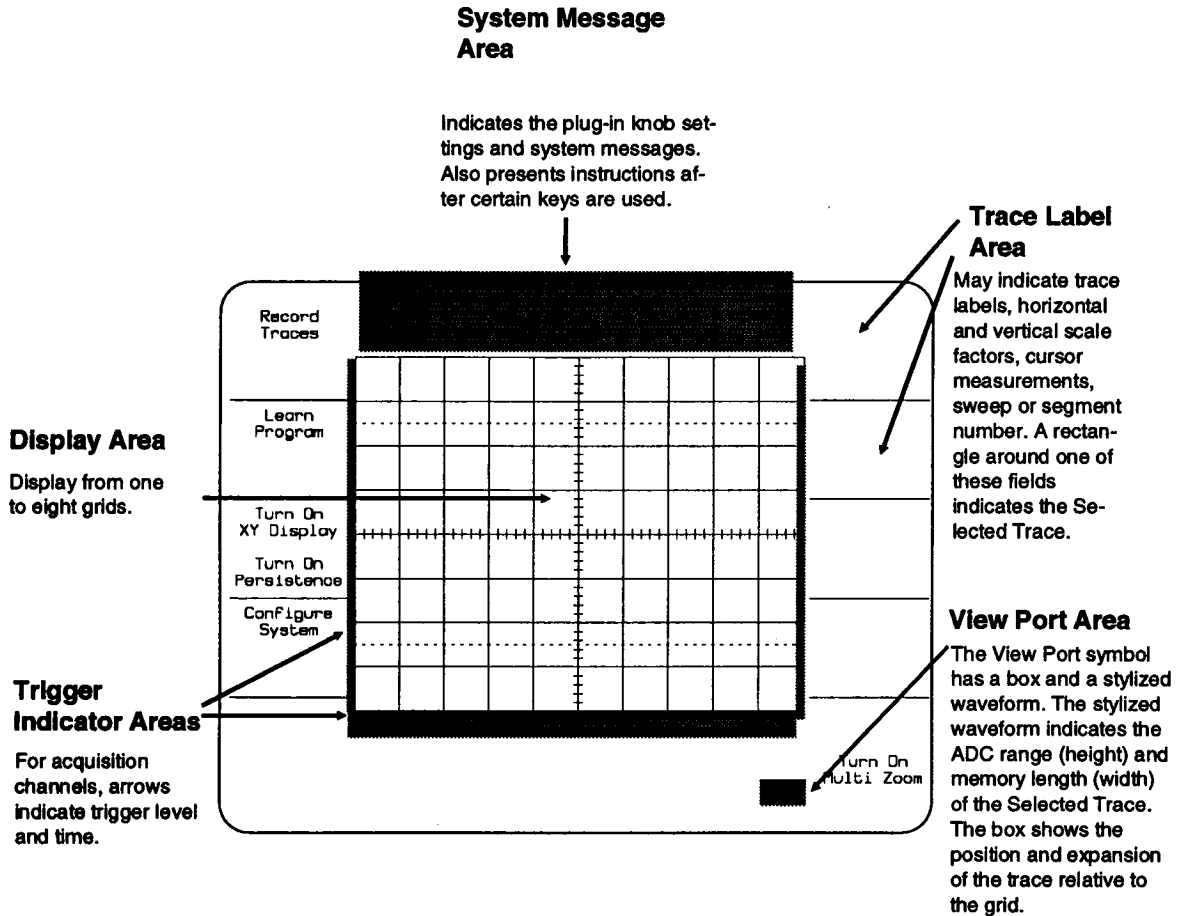 System Message
Area
Indicates the plug-in knob set-
tings and system messages.
Also presents instructions af-
ter certain keys are used.
Trace Label
Area
May indicate trace
labels, horizontal
and vertical scale
factors, cursor
measurements,
sweep or segment
number. A rectan-
gle around one of
these fields
indicates the Se-
lected Trace.
Record
Traces
Learn
Program
Display Area
Display from one
to eight grids.
Turn On
XY Display
Turn On
Persistence
Configure
System
View Port Area
The View Port symbol
has a box and a stylized
waveform. The stylized
waveform indicates the
ADC range (height) and
memory length (width)
of the Selected Trace.
The box shows the
position and expansion
of the trace relative to
the grid.
Trigger
Indicator Areas
For acquisition
channels, arrows
indicate trigger level
and time.
Turn On
Multi Zoom